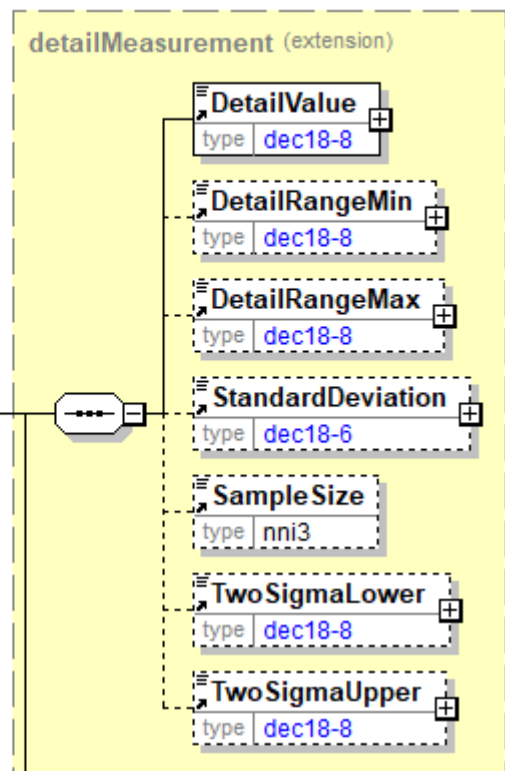 detailMeasurement (extension)
DetailValue
type dec18-8
DetailRangeMin
type dec18-8
DetailRangeMax
type dec18-8
StandardDeviation
type dec18-6
SampleSize
type nni3
TwoSigmaLower
type dec18-8
TwoSigmaUpper
type dec18-8